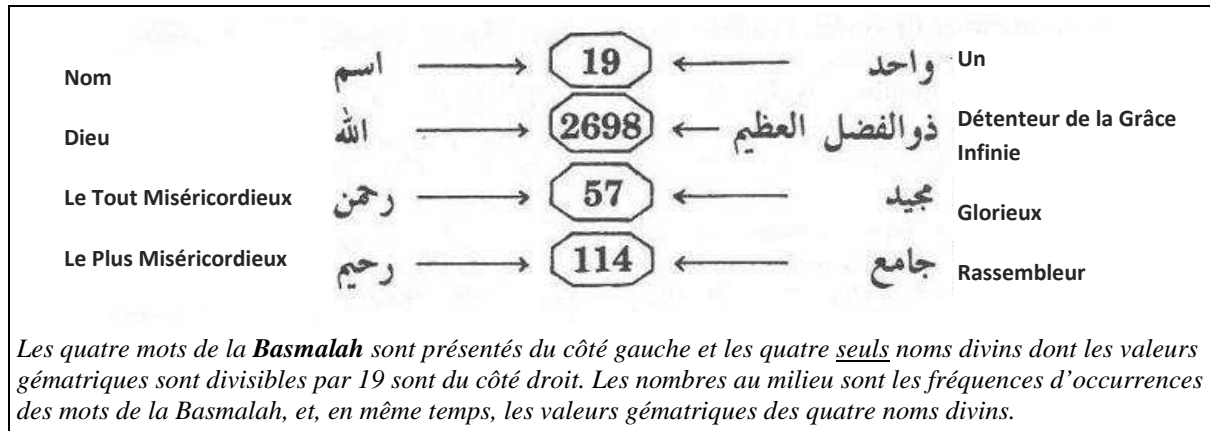 Nom اسم 19 واحد Un
Dieu الله 2698 ذوالفضل العظيم Détenteur de la Grâce
Infinie
Le Tout Miséricordieux رحمن 57 مجيد Glorieux
Le Plus Miséricordieux رحيم 114 جامع Rassembleur
Les quatre mots de la Basmalah sont présentés du côté gauche et les quatre seuls noms divins dont les valeurs
gématriques sont divisibles par 19 sont du côté droit. Les nombres au milieu sont les fréquences d’occurrences
des mots de la Basmalah, et, en même temps, les valeurs gématriques des quatre noms divins.